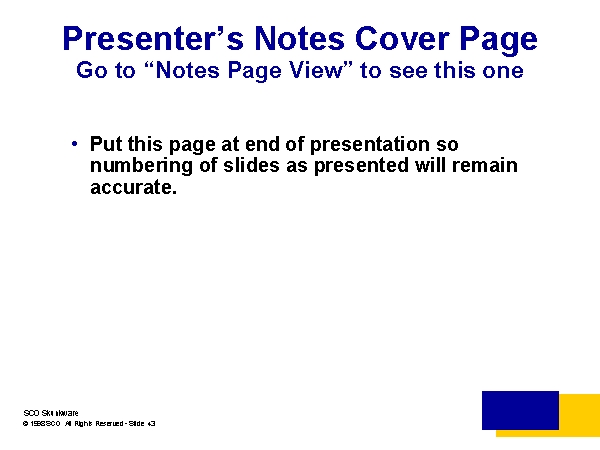 Presenter’s Notes Cover Page
Go to “Notes Page View” to see this one
• Put this page at end of presentation so
numbering of slides as presented will remain
accurate.
SCO Skunkware
© 1998 SCO All Rights Reserved - Slide 43